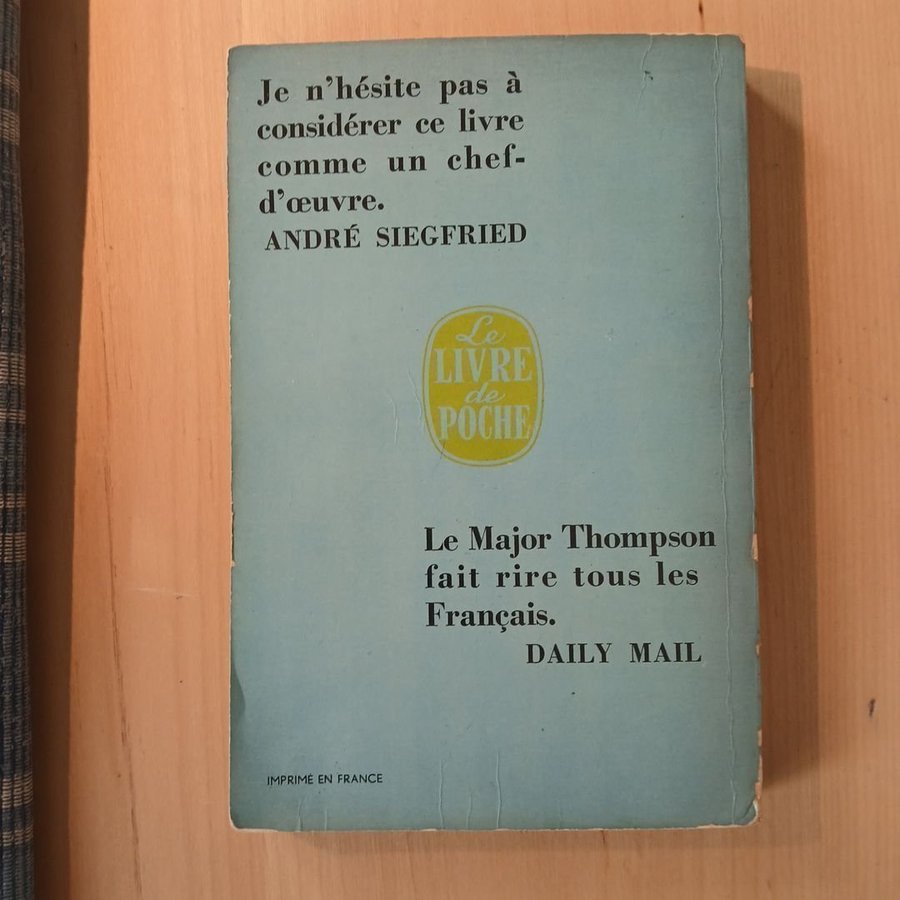 Je n'hésite pas à
considérer ce livre
comme un chef-
d'œuvre.
ANDRÉ SIEGFRIED
Le
LIVRE
de
POCHE
Le Major Thompson
fait rire tous les
Français.
DAILY MAIL
IMPRIMÉ EN FRANCE